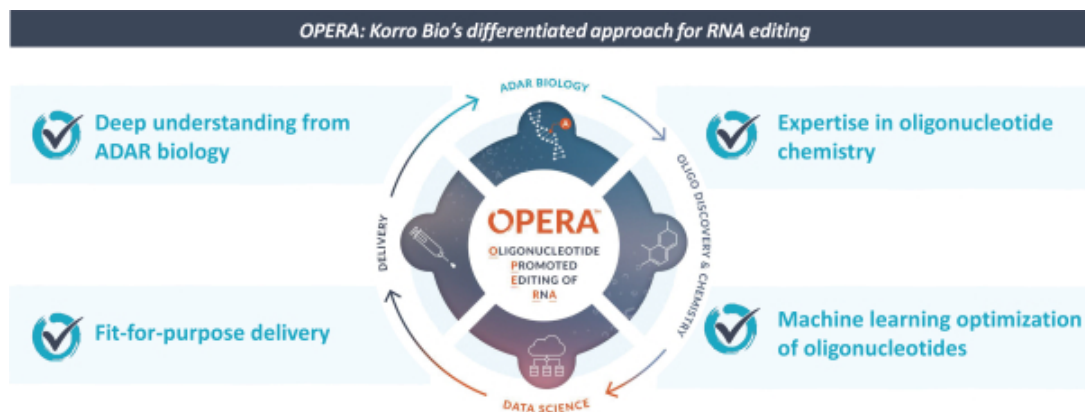 OPERA: Korro Bio's differentiated approach for RNA editing
Deep understanding from
ADAR biology
ADAR BIOLOGY
A
Expertise in oligonucleotide
chemistry
DELIVERY
OPERA™
OLIGONUCLEOTIDE
PROMOTED
EDITING OF
RNA
OLIGO DISCOVERY & CHEMISTRY
Fit-for-purpose delivery
Machine learning optimization
of oligonucleotides
DATA SCIENCE